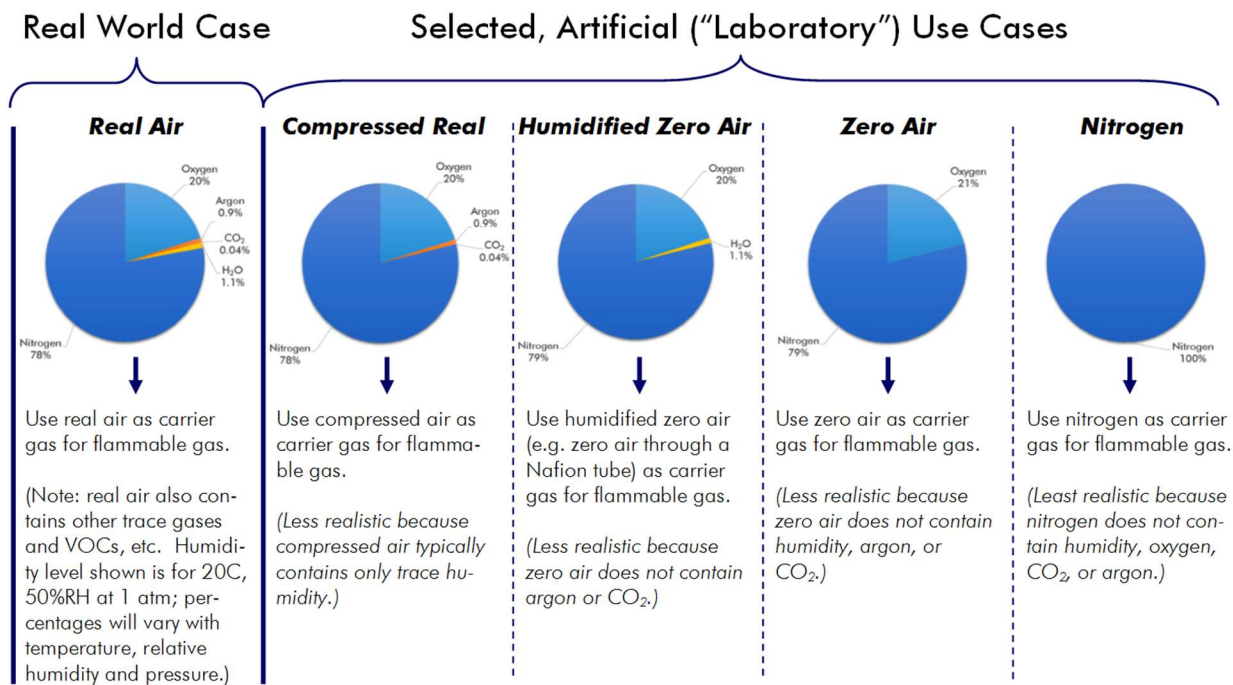 Real World Case
Selected, Artificial (“Laboratory”) Use Cases
Real Air
Oxygen
20%
Argon
0.9%
CO₂
0.04%
H₂O
1.1%
Nitrogen
78%
Use real air as carrier
gas for flammable gas.
(Note: real air also con-
tains other trace gases
and VOCs, etc.  Humidi-
ty level shown is for 20C,
50%RH at 1 atm; per-
centages will vary with
temperature, relative
humidity and pressure.)
Compressed Real
Oxygen
20%
Argon
0.9%
CO₂
0.04%
Nitrogen
78%
Use compressed air as
carrier gas for flamma-
ble gas.
(Less realistic because
compressed air typically
contains only trace hu-
midity.)
Humidified Zero Air
Oxygen
20%
H₂O
1.1%
Nitrogen
79%
Use humidified zero air
(e.g. zero air through a
Nafion tube) as carrier
gas for flammable gas.
(Less realistic because
zero air does not contain
argon or CO₂.)
Zero Air
Oxygen
21%
Nitrogen
79%
Use zero air as carrier
gas for flammable gas.
(Less realistic because
zero air does not contain
humidity, argon, or
CO₂.)
Nitrogen
Nitrogen
100%
Use nitrogen as carrier
gas for flammable gas.
(Least realistic because
nitrogen does not con-
tain humidity, oxygen,
CO₂, or argon.)